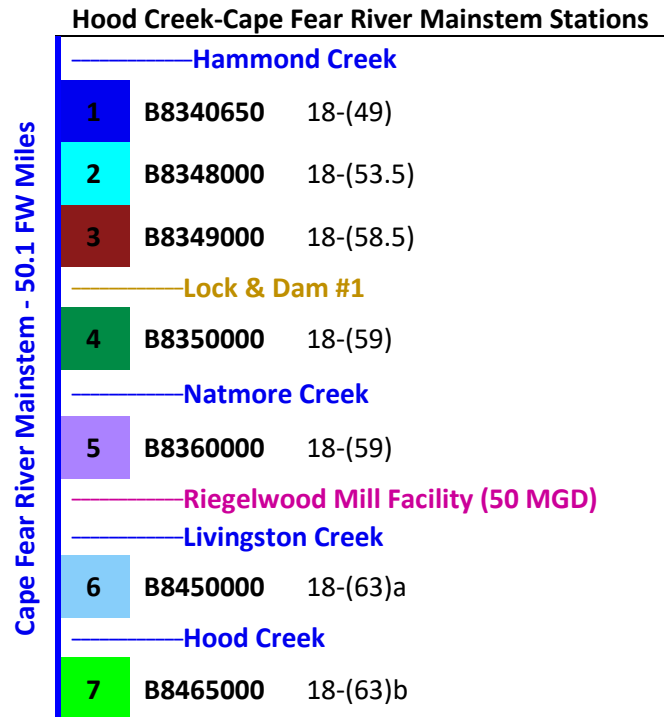 Hood Creek-Cape Fear River Mainstem Stations
Cape Fear River Mainstem - 50.1 FW Miles
Hammond Creek
1 B8340650 18-(49)
2 B8348000 18-(53.5)
3 B8349000 18-(58.5)
Lock & Dam #1
4 B8350000 18-(59)
Natmore Creek
5 B8360000 18-(59)
Riegelwood Mill Facility (50 MGD)
Livingston Creek
6 B8450000 18-(63)a
Hood Creek
7 B8465000 18-(63)b